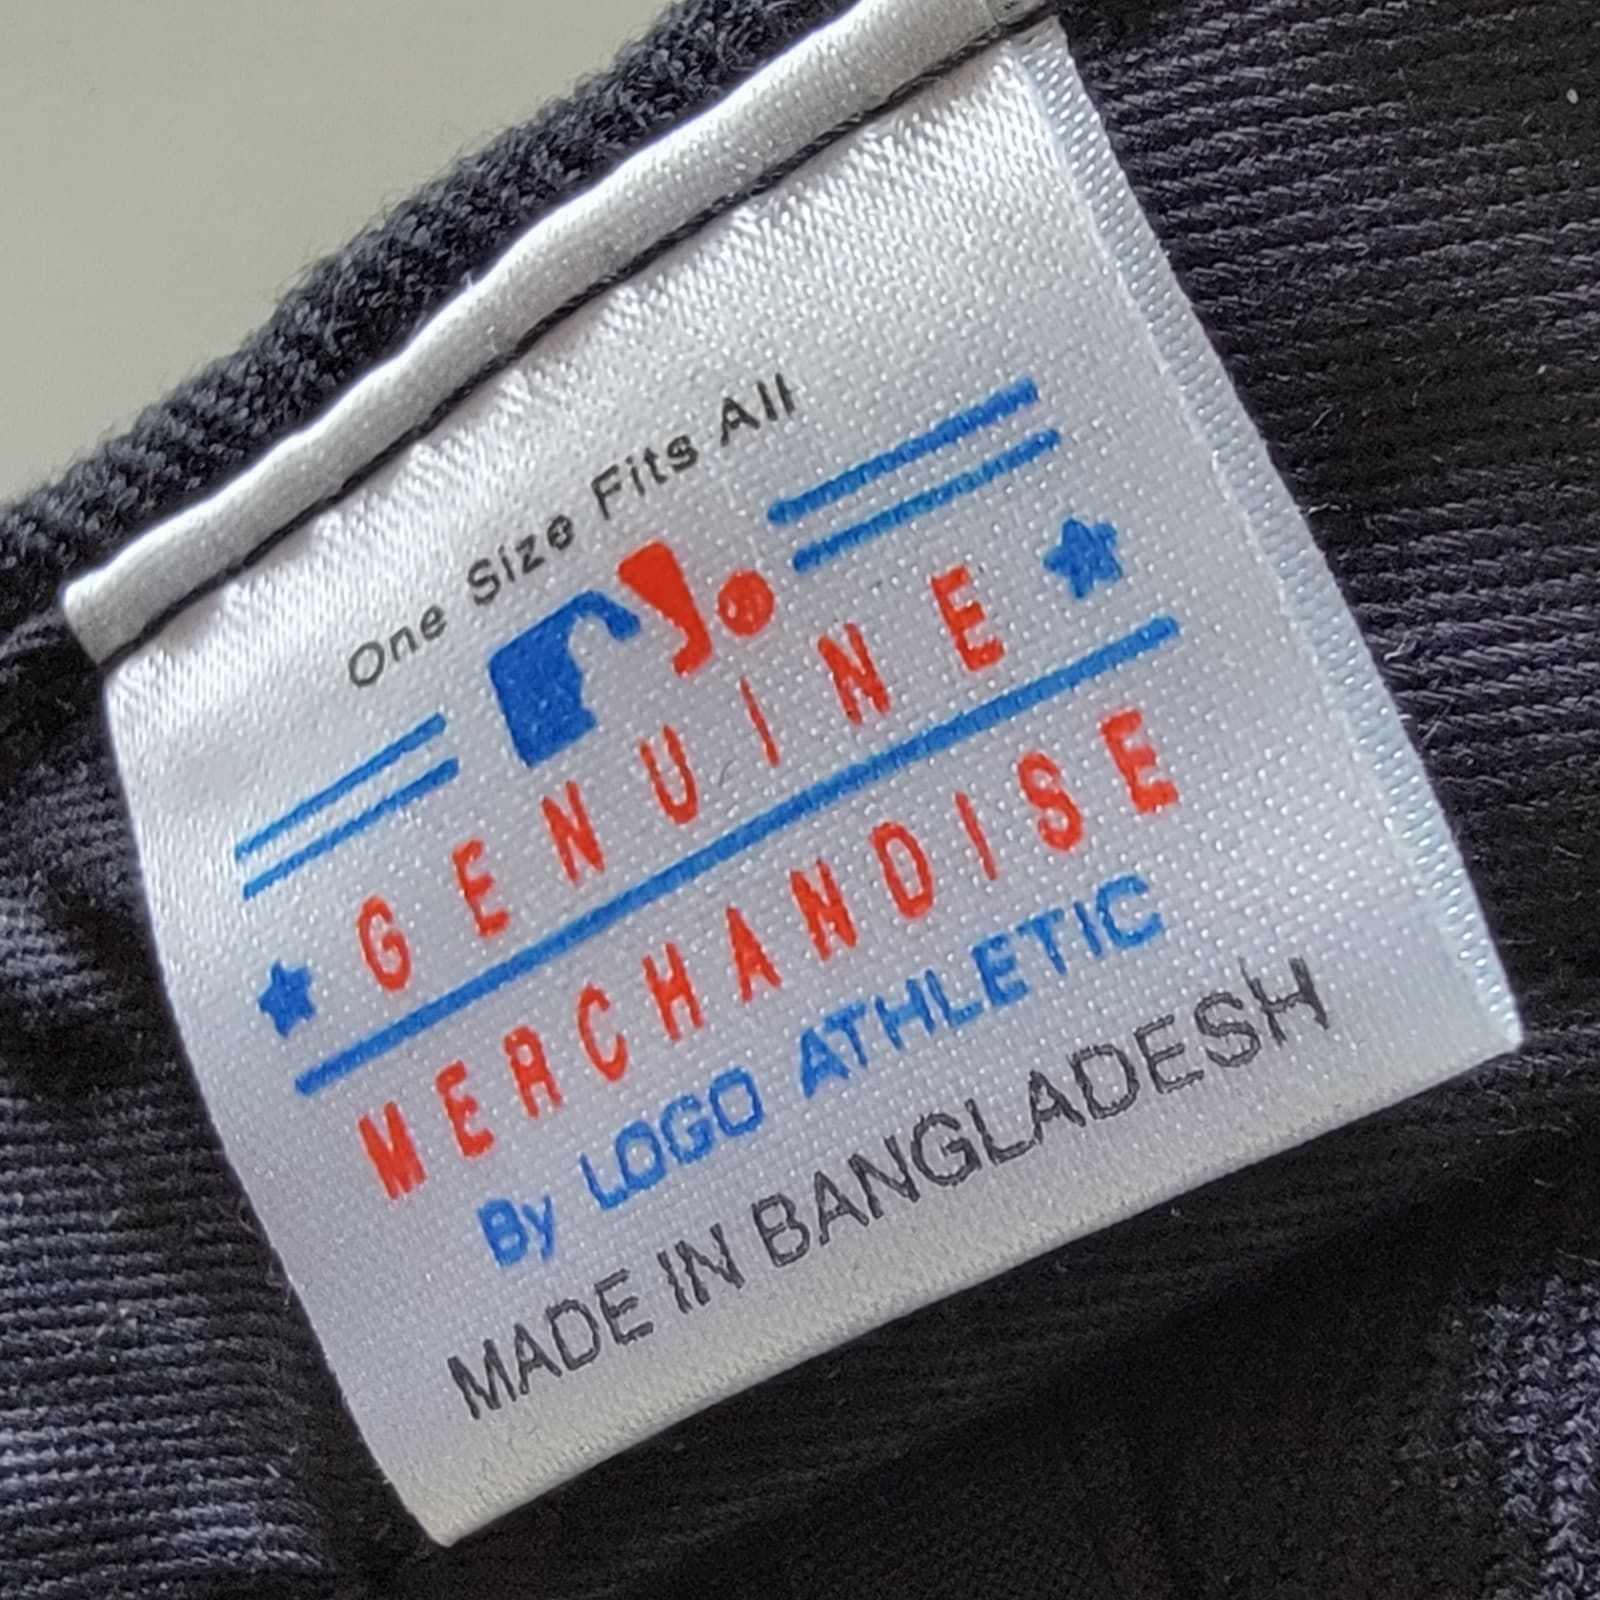 One Size Fits All
GENUINE
MERCHANDISE
By LOGO ATHLETIC
MADE IN BANGLADESH